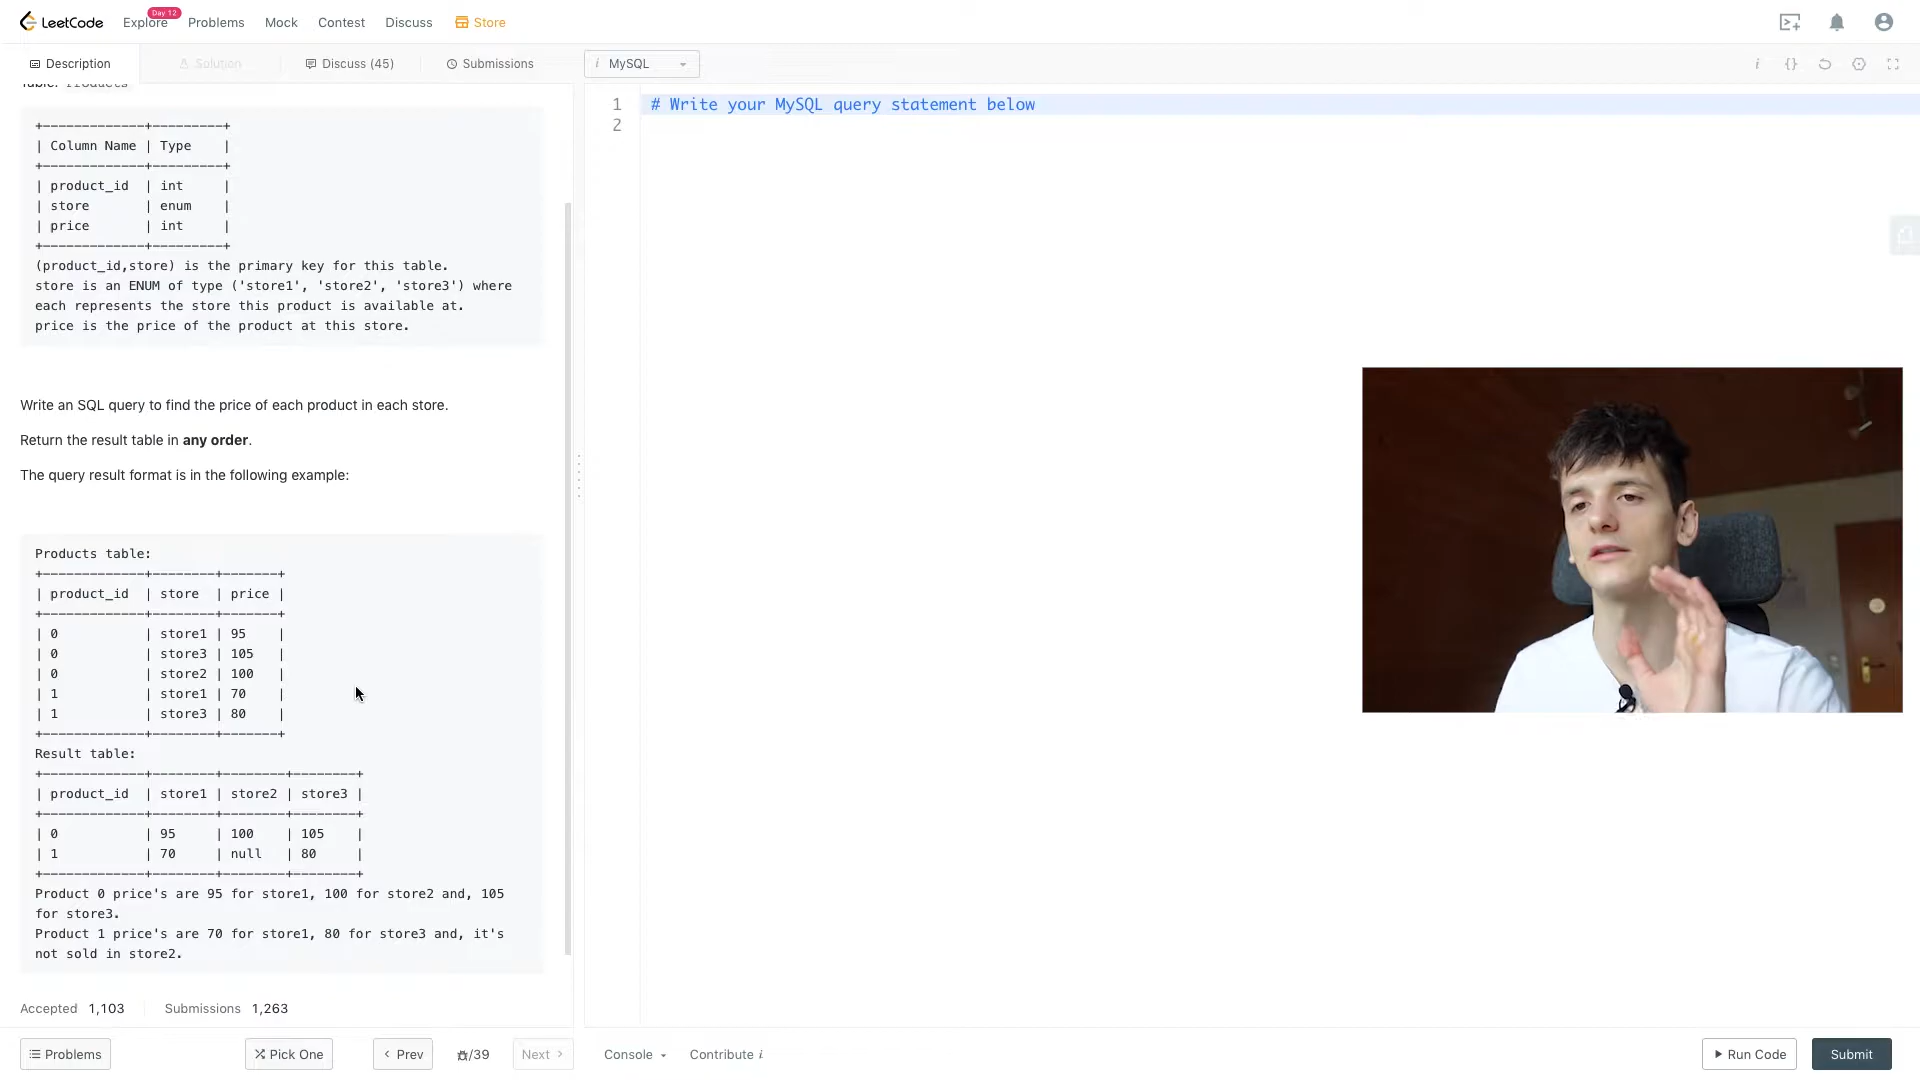 LeetCode
Explore
Day 12
Problems
Mock
Contest
Discuss
Store
Description
Solution
Discuss (45)
Submissions
i MySQL
i {}
Table: Products
+-------------+---------+
| Column Name | Type    |
+-------------+---------+
| product_id  | int     |
| store       | enum    |
| price       | int     |
+-------------+---------+
(product_id,store) is the primary key for this table.
store is an ENUM of type ('store1', 'store2', 'store3') where
each represents the store this product is available at.
price is the price of the product at this store.
Write an SQL query to find the price of each product in each store.
Return the result table in any order.
The query result format is in the following example:
Products table:
+-------------+--------+-------+
| product_id  | store  | price |
+-------------+--------+-------+
| 0           | store1 | 95    |
| 0           | store3 | 105   |
| 0           | store2 | 100   |
| 1           | store1 | 70    |
| 1           | store3 | 80    |
+-------------+--------+-------+
Result table:
+-------------+--------+--------+--------+
| product_id  | store1 | store2 | store3 |
+-------------+--------+--------+--------+
| 0           | 95     | 100    | 105    |
| 1           | 70     | null   | 80     |
+-------------+--------+--------+--------+
Product 0 price's are 95 for store1, 100 for store2 and, 105
for store3.
Product 1 price's are 70 for store1, 80 for store3 and, it's
not sold in store2.
Accepted 1,103
Submissions 1,263
1 # Write your MySQL query statement below
2
Problems
Pick One
< Prev
/39
Next >
Console
Contribute i
Run Code
Submit